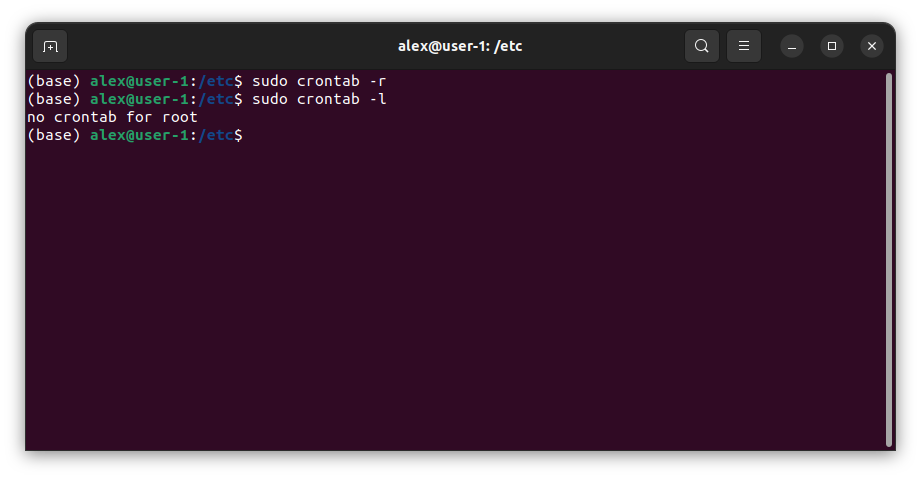 alex@user-1: /etc
(base) alex@user-1:/etc$ sudo crontab -r
(base) alex@user-1:/etc$ sudo crontab -l
no crontab for root
(base) alex@user-1:/etc$